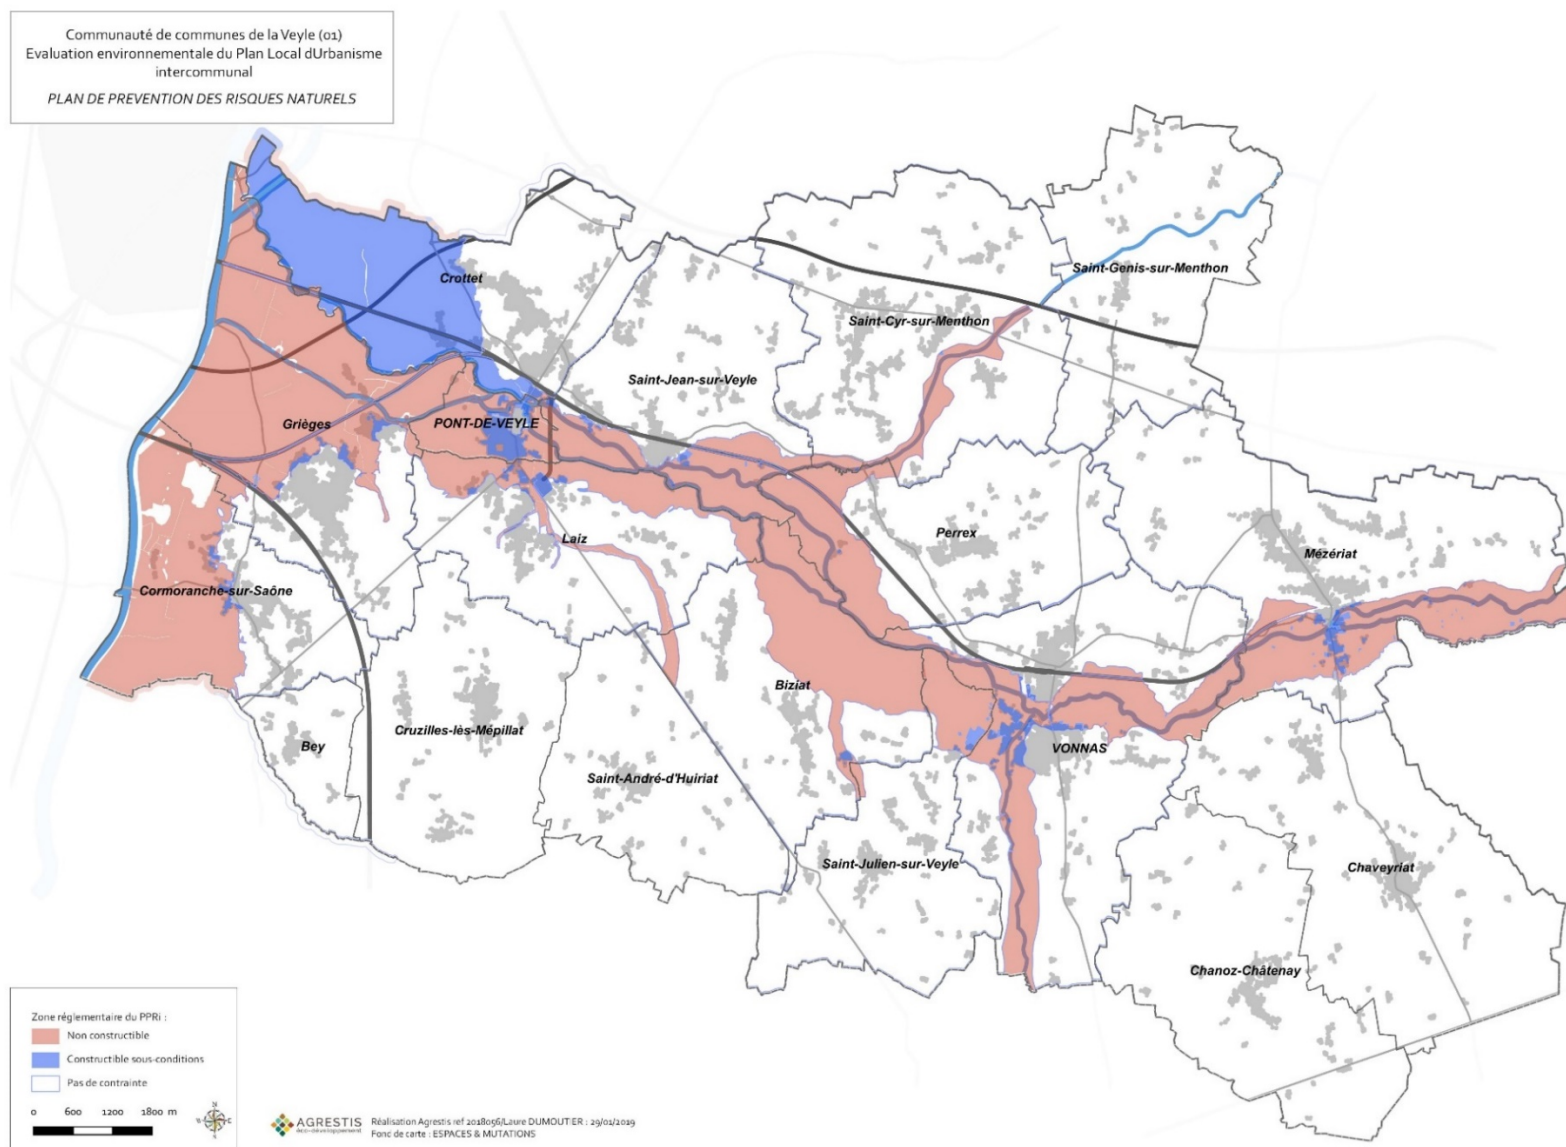 Communauté de communes de la Veyle (01)
Evaluation environnementale du Plan Local dUrbanisme
intercommunal
PLAN DE PREVENTION DES RISQUES NATURELS
Crottet
Saint-Genis-sur-Menthon
Saint-Cyr-sur-Menthon
Saint-Jean-sur-Veyle
Grièges
PONT-DE-VEYLE
Laiz
Perrex
Mézériat
Cormoranche-sur-Saône
Biziat
Bey
Cruzilles-lès-Mépillat
VONNAS
Saint-André-d'Huiriat
Saint-Julien-sur-Veyle
Chaveyriat
Chanoz-Châtenay
Zone réglementaire du PPRi :
Non constructible
Constructible sous-conditions
Pas de contrainte
0 600 1200 1800 m
AGRESTIS
éco-développement
Réalisation Agrestis ref 2018056/Laure DUMOUTIER : 29/01/2019
Fond de carte : ESPACES & MUTATIONS